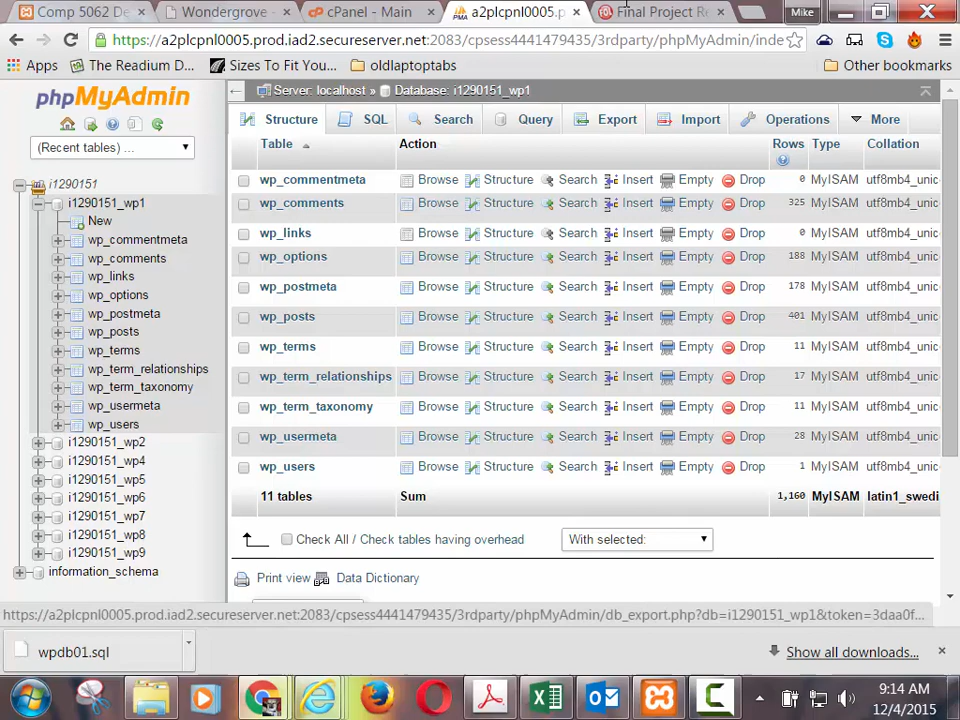 Comp 5062 De
Wondergrove -
cPanel - Main
a2plcpnl0005.p
Final Project Re
Mike
https://a2plcpnl0005.prod.iad2.secureserver.net:2083/cpsess4441479435/3rdparty/phpMyAdmin/inde
Apps
The Readium D...
Sizes To Fit You...
oldlaptoptabs
Other bookmarks
phpMyAdmin
(Recent tables) ...
i1290151
i1290151_wp1
New
wp_commentmeta
wp_comments
wp_links
wp_options
wp_postmeta
wp_posts
wp_terms
wp_term_relationships
wp_term_taxonomy
wp_usermeta
wp_users
i1290151_wp2
i1290151_wp4
i1290151_wp5
i1290151_wp6
i1290151_wp7
i1290151_wp8
i1290151_wp9
information_schema
Server: localhost » Database: i1290151_wp1
Structure SQL Search Query Export Import Operations More
Table Action Rows Type Collation
wp_commentmeta Browse Structure Search Insert Empty Drop 0 MyISAM utf8mb4_unic
wp_comments Browse Structure Search Insert Empty Drop 325 MyISAM utf8mb4_unic
wp_links Browse Structure Search Insert Empty Drop 0 MyISAM utf8mb4_unic
wp_options Browse Structure Search Insert Empty Drop 188 MyISAM utf8mb4_unic
wp_postmeta Browse Structure Search Insert Empty Drop 178 MyISAM utf8mb4_unic
wp_posts Browse Structure Search Insert Empty Drop 401 MyISAM utf8mb4_unic
wp_terms Browse Structure Search Insert Empty Drop 11 MyISAM utf8mb4_unic
wp_term_relationships Browse Structure Search Insert Empty Drop 17 MyISAM utf8mb4_unic
wp_term_taxonomy Browse Structure Search Insert Empty Drop 11 MyISAM utf8mb4_unic
wp_usermeta Browse Structure Search Insert Empty Drop 28 MyISAM utf8mb4_unic
wp_users Browse Structure Search Insert Empty Drop 1 MyISAM utf8mb4_unic
11 tables Sum 1,160 MyISAM latin1_swedi
Check All / Check tables having overhead With selected:
Print view Data Dictionary
https://a2plcpnl0005.prod.iad2.secureserver.net:2083/cpsess4441479435/3rdparty/phpMyAdmin/db_export.php?db=i1290151_wp1&token=3daa0f...
wpdb01.sql
Show all downloads...
9:14 AM
12/4/2015